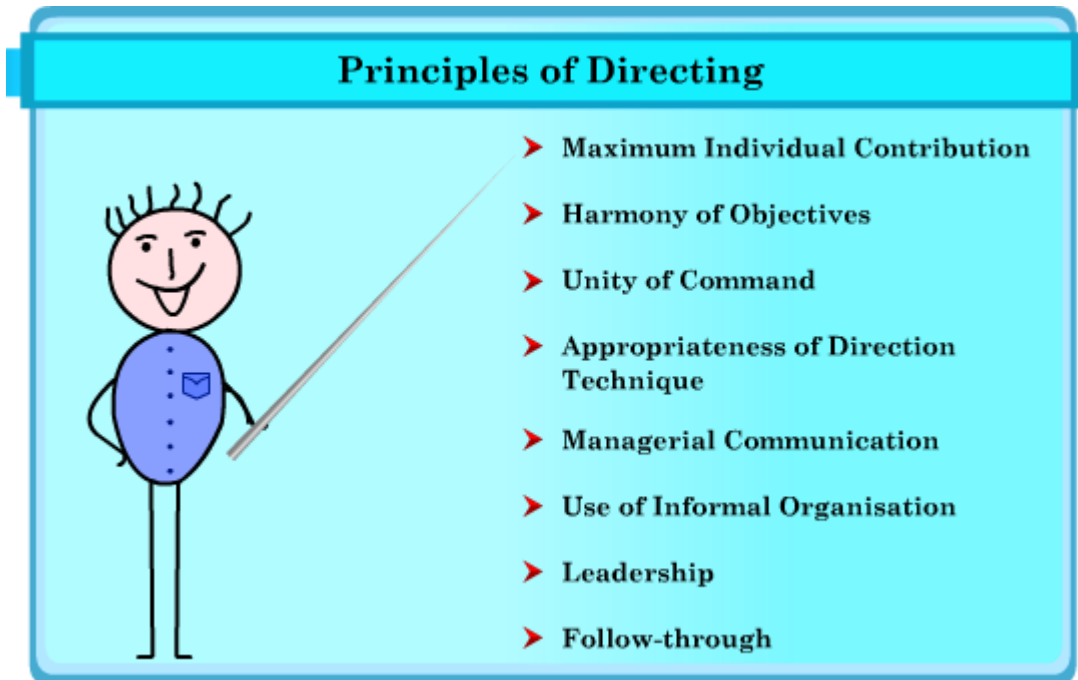 Principles of Directing
Maximum Individual Contribution
Harmony of Objectives
Unity of Command
Appropriateness of Direction
Technique
Managerial Communication
Use of Informal Organisation
Leadership
Follow-through